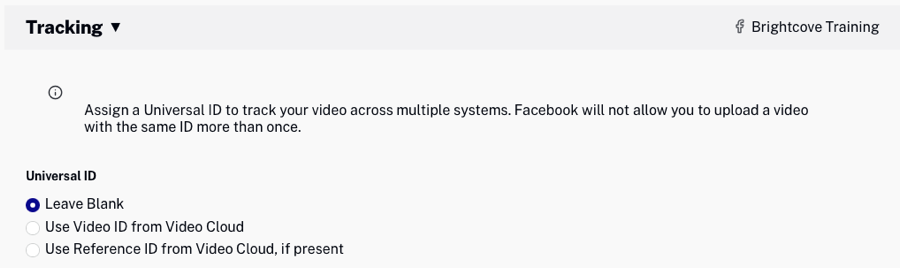 Tracking ▼
Brightcove Training
Assign a Universal ID to track your video across multiple systems. Facebook will not allow you to upload a video
with the same ID more than once.
Universal ID
Leave Blank
Use Video ID from Video Cloud
Use Reference ID from Video Cloud, if present